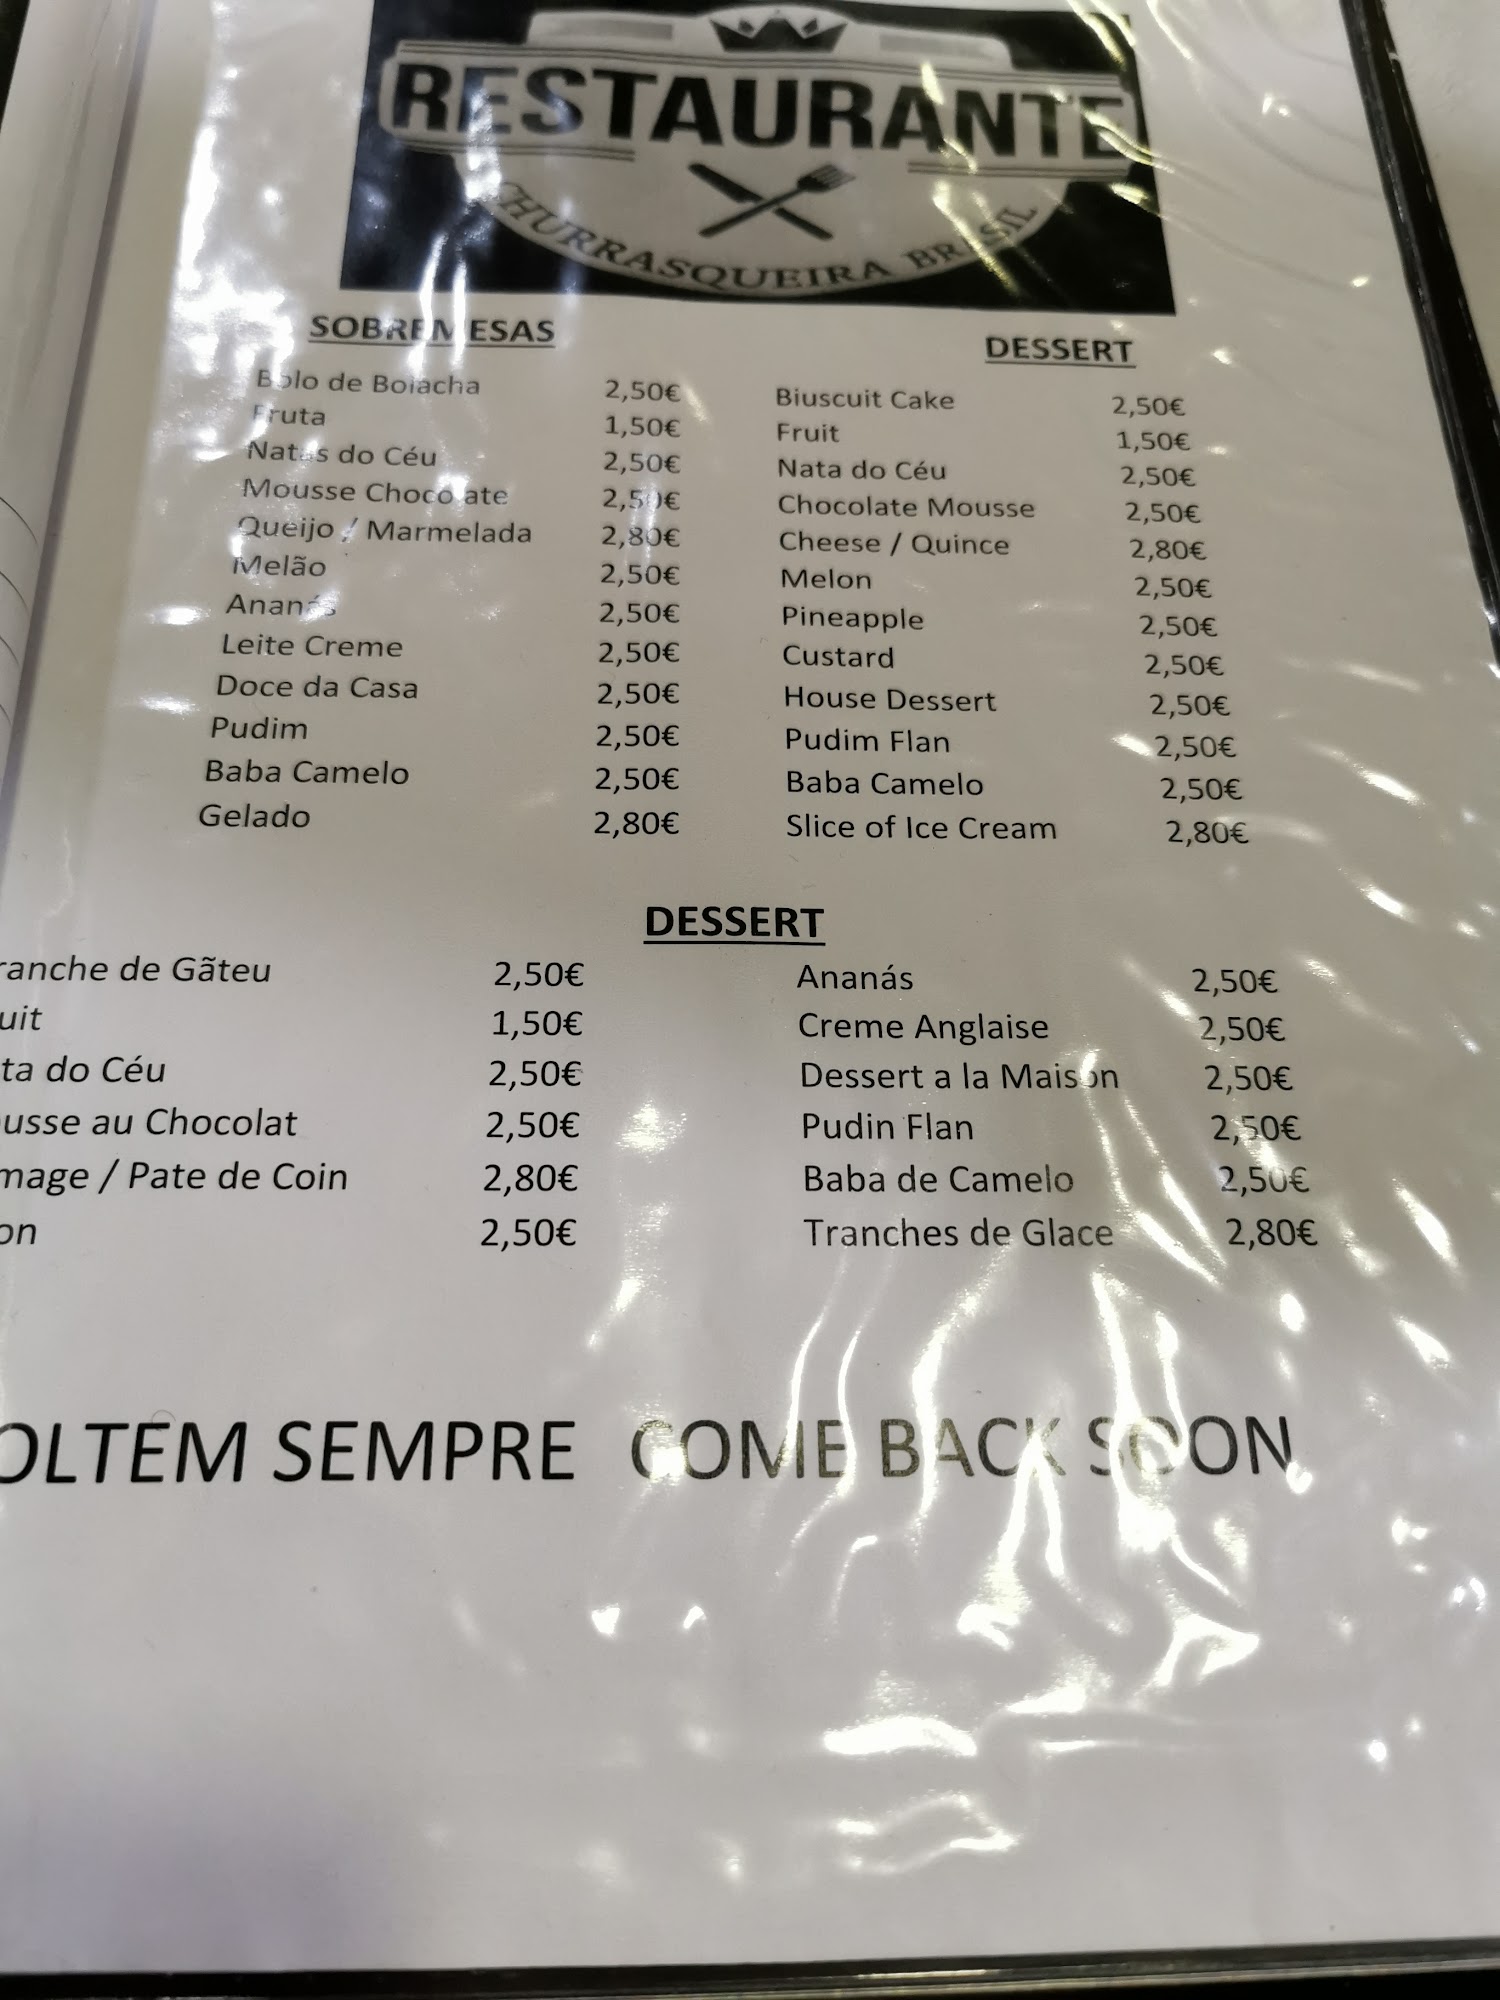 RESTAURANTE
CHURRASQUEIRA BRASIL
SOBREMESAS
Bolo de Bolacha 2,50€
Fruta 1,50€
Natas do Céu 2,50€
Mousse Chocolate 2,50€
Queijo / Marmelada 2,80€
Melão 2,50€
Ananás 2,50€
Leite Creme 2,50€
Doce da Casa 2,50€
Pudim 2,50€
Baba Camelo 2,50€
Gelado 2,80€
DESSERT
Biuscuit Cake 2,50€
Fruit 1,50€
Nata do Céu 2,50€
Chocolate Mousse 2,50€
Cheese / Quince 2,80€
Melon 2,50€
Pineapple 2,50€
Custard 2,50€
House Dessert 2,50€
Pudim Flan 2,50€
Baba Camelo 2,50€
Slice of Ice Cream 2,80€
DESSERT
ranche de Gãteu 2,50€
uit 1,50€
ta do Céu 2,50€
usse au Chocolat 2,50€
mage / Pate de Coin 2,80€
on 2,50€
Ananás 2,50€
Creme Anglaise 2,50€
Dessert a la Maison 2,50€
Pudin Flan 2,50€
Baba de Camelo 2,50€
Tranches de Glace 2,80€
OLTEM SEMPRE COME BACK SOON